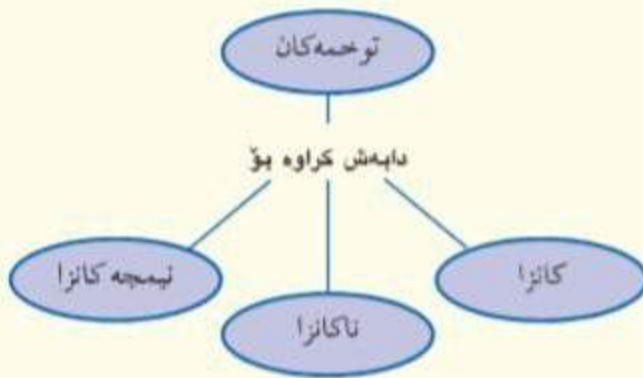 توخمەکان
دابەش کراوە بۆ
کانزا
ناکانزا
نیمچە کانزا